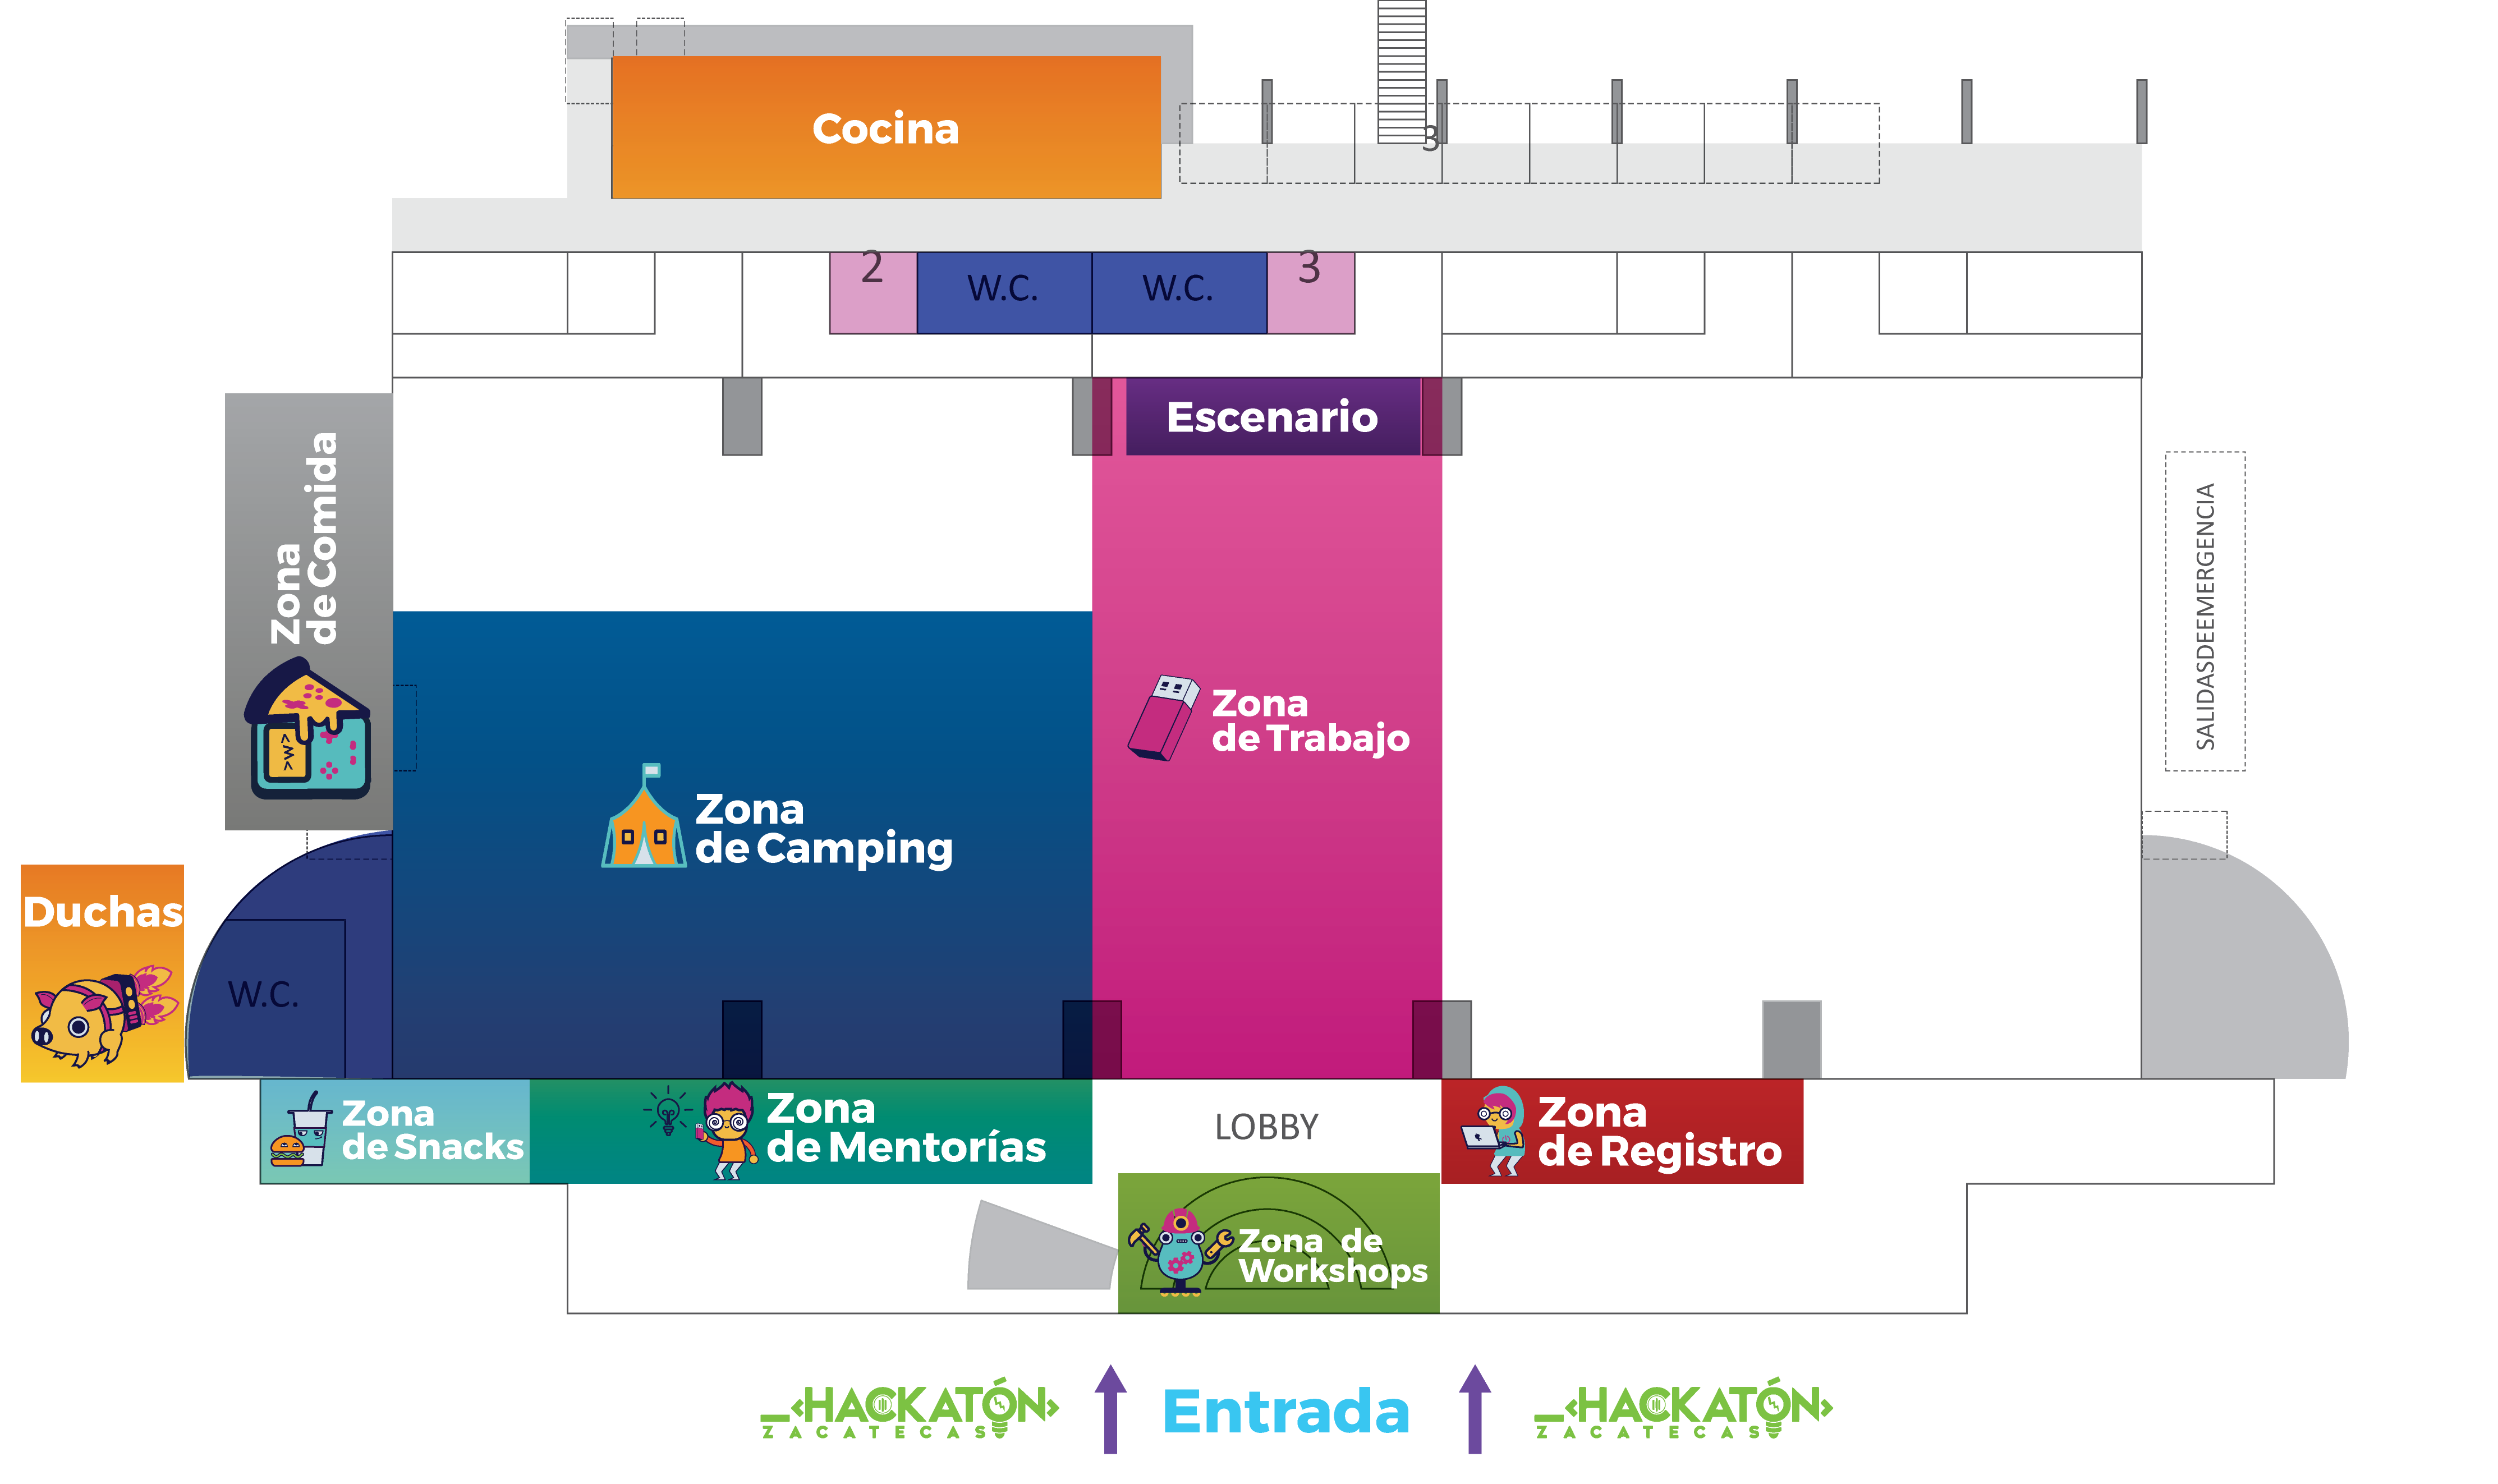 Cocina
3
2
W.C.
W.C.
3
Escenario
Zona
de Comida
SALIDASDEEMERGENCIA
Zona
de Trabajo
Zona
de Camping
Duchas
W.C.
Zona
de Snacks
Zona
de Mentorías
LOBBY
Zona
de Registro
Zona de
Workshops
HACKATÓN
ZACATECAS
Entrada
HACKATÓN
ZACATECAS